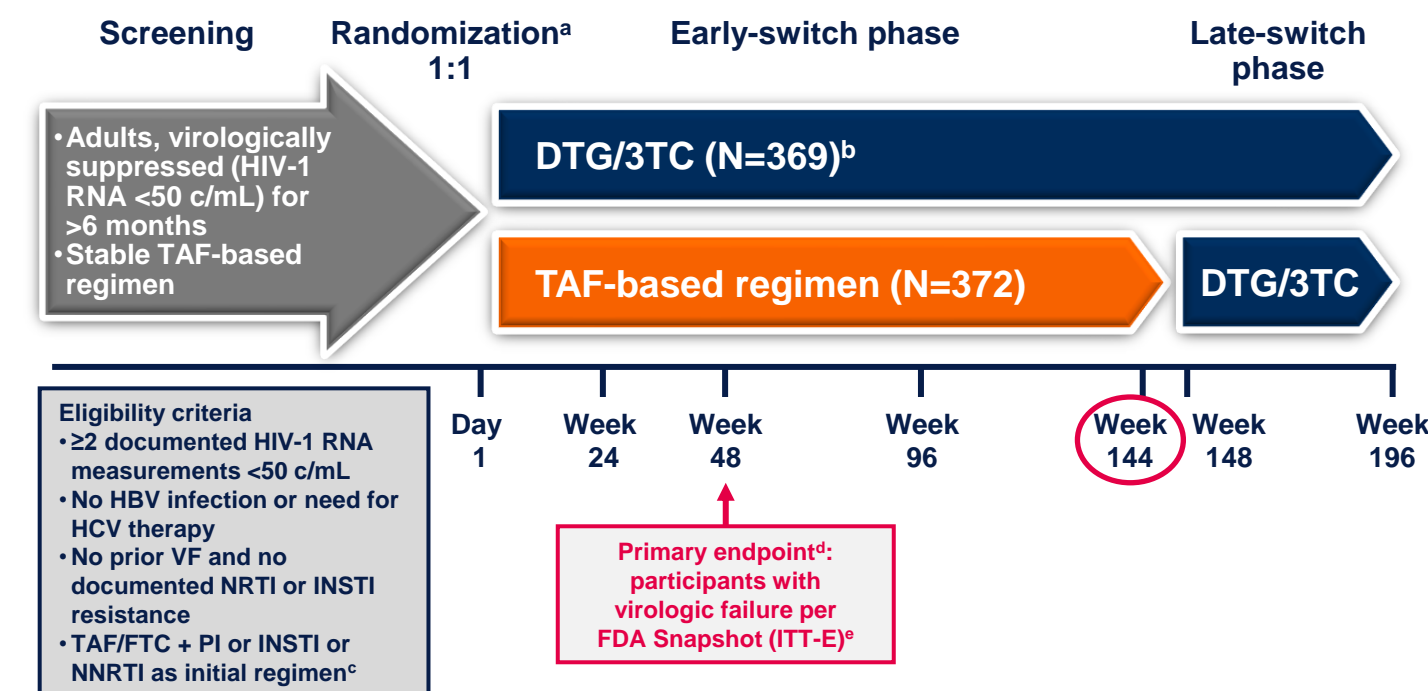 Screening
Randomizationᵃ
1:1
Early-switch phase
Late-switch
phase
•Adults, virologically
suppressed (HIV-1
RNA <50 c/mL) for
>6 months
•Stable TAF-based
regimen
DTG/3TC (N=369)ᵇ
TAF-based regimen (N=372)
DTG/3TC
Day
1
Week
24
Week
48
Week
96
Week
144
Week
148
Week
196
Eligibility criteria
• ≥2 documented HIV-1 RNA
measurements <50 c/mL
• No HBV infection or need for
HCV therapy
• No prior VF and no
documented NRTI or INSTI
resistance
• TAF/FTC + PI or INSTI or
NNRTI as initial regimenᶜ
Primary endpointᵈ:
participants with
virologic failure per
FDA Snapshot (ITT-E)ᵉ